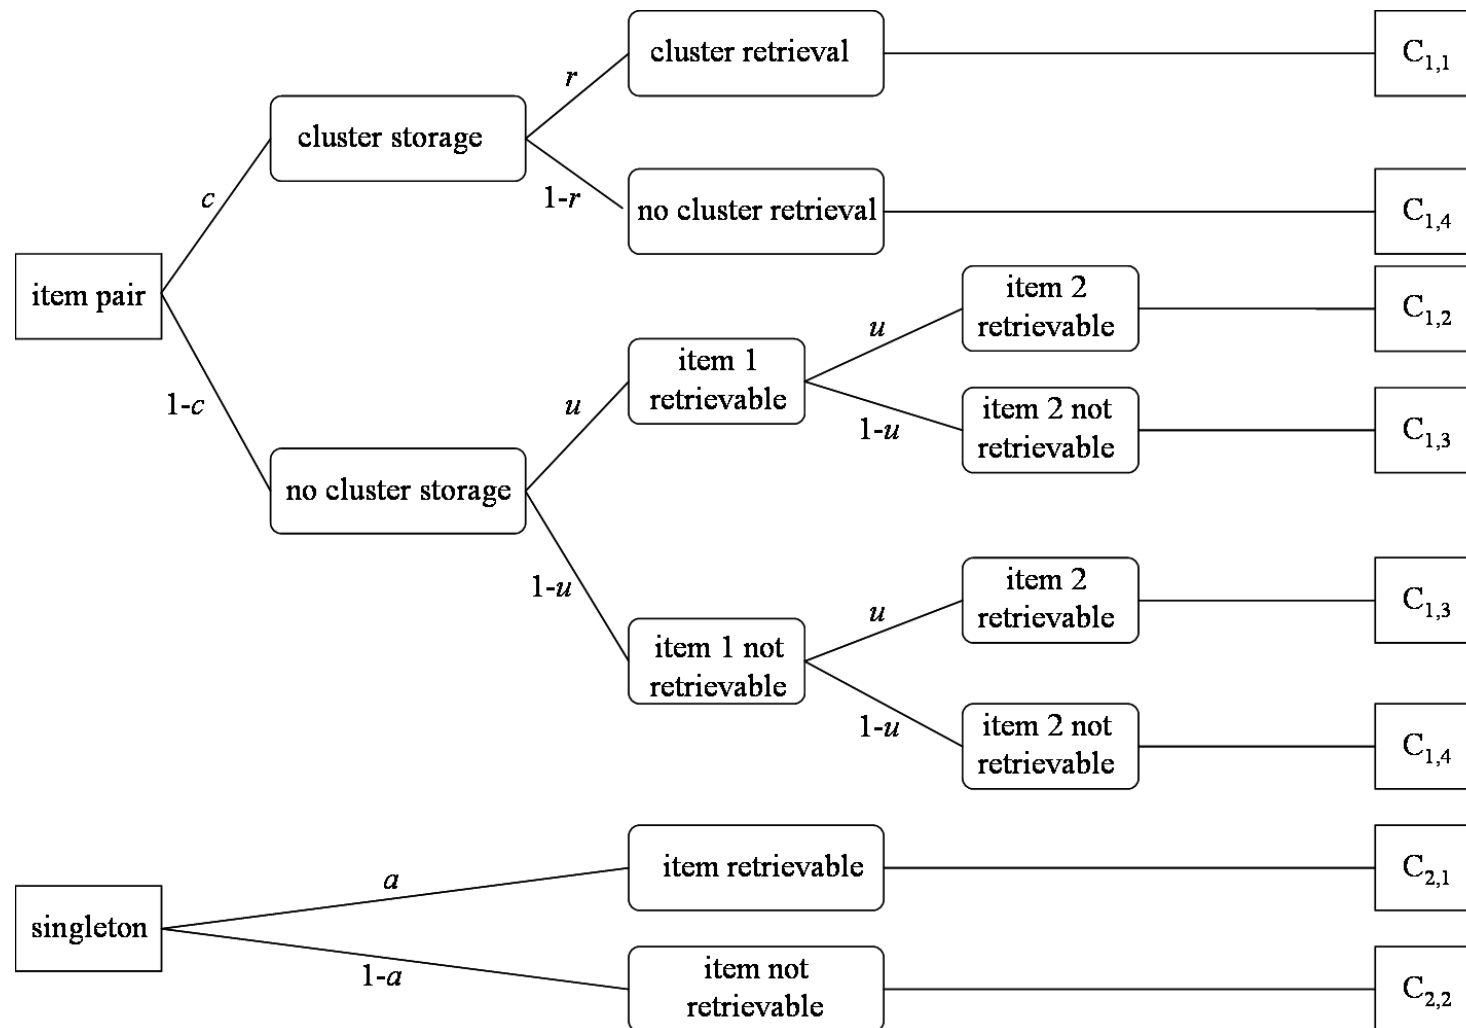 cluster retrieval
C1,1
r
cluster storage
c
1-r
no cluster retrieval
C1,4
item pair
item 2
retrievable
C1,2
u
item 1
retrievable
1-c
u
1-u
item 2 not
retrievable
C1,3
no cluster storage
1-u
item 2
retrievable
C1,3
u
item 1 not
retrievable
1-u
item 2 not
retrievable
C1,4
item retrievable
C2,1
a
singleton
1-a
item not
retrievable
C2,2